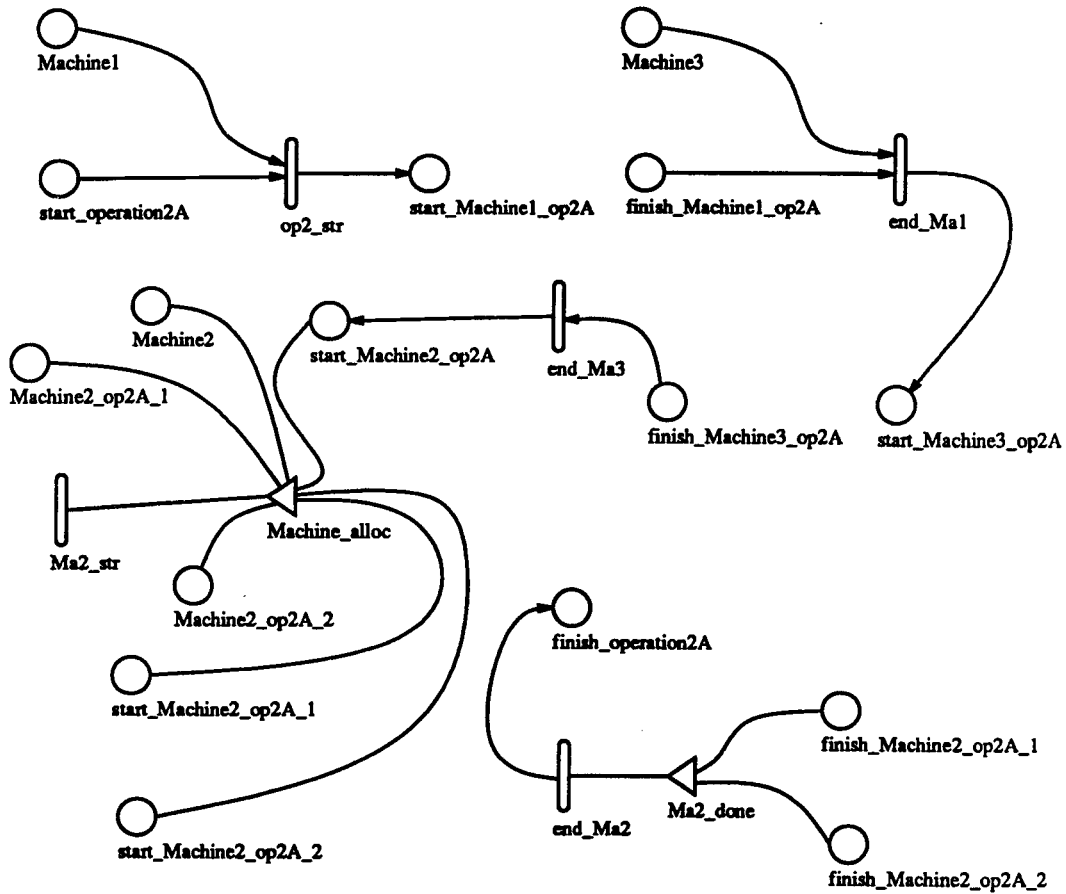 Machine1
Machine3
start_operation2A
op2_str
start_Machine1_op2A
finish_Machine1_op2A
end_Ma1
Machine2
start_Machine2_op2A
end_Ma3
Machine2_op2A_1
finish_Machine3_op2A
start_Machine3_op2A
Machine_alloc
Ma2_str
Machine2_op2A_2
finish_operation2A
start_Machine2_op2A_1
finish_Machine2_op2A_1
Ma2_done
end_Ma2
start_Machine2_op2A_2
finish_Machine2_op2A_2